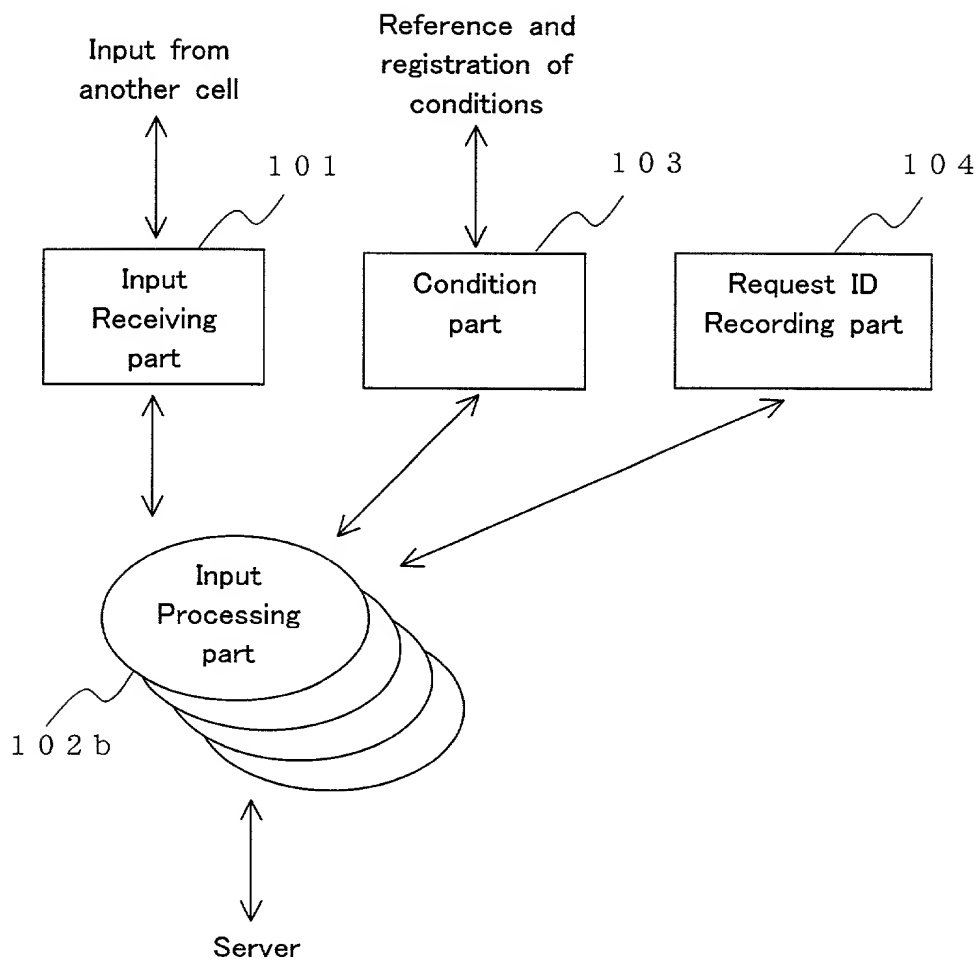 Input from
another cell
Reference and
registration of
conditions
１０１
１０３
１０４
Input
Receiving
part
Condition
part
Request ID
Recording part
Input
Processing
part
１０２b
Server